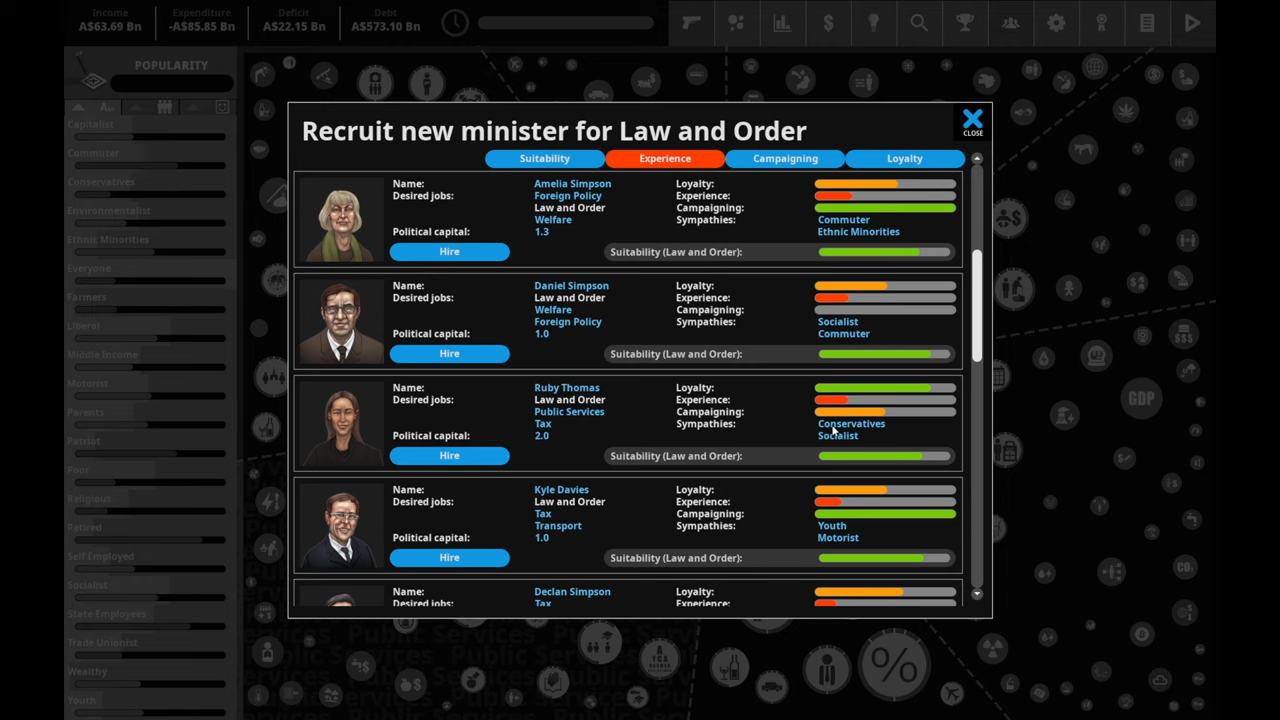 Income
A$63.69 Bn
Expenditure
-A$85.85 Bn
Deficit
A$22.15 Bn
Debt
A$573.10 Bn
POPULARITY
Capitalist
Commuter
Conservatives
Environmentalist
Ethnic Minorities
Everyone
Farmers
Liberal
Middle Income
Motorist
Parents
Patriot
Poor
Religious
Retired
Self Employed
Socialist
State Employees
Trade Unionist
Wealthy
Youth
Recruit new minister for Law and Order
CLOSE
Suitability
Experience
Campaigning
Loyalty
Name: Amelia Simpson Loyalty:
Desired jobs: Foreign Policy Experience:
Law and Order Campaigning:
Welfare Sympathies: Commuter
Political capital: 1.3 Ethnic Minorities
Hire Suitability (Law and Order):
Name: Daniel Simpson Loyalty:
Desired jobs: Law and Order Experience:
Welfare Campaigning:
Foreign Policy Sympathies: Socialist
Political capital: 1.0 Commuter
Hire Suitability (Law and Order):
Name: Ruby Thomas Loyalty:
Desired jobs: Law and Order Experience:
Public Services Campaigning:
Tax Sympathies: Conservatives
Political capital: 2.0 Socialist
Hire Suitability (Law and Order):
Name: Kyle Davies Loyalty:
Desired jobs: Law and Order Experience:
Tax Campaigning:
Transport Sympathies: Youth
Political capital: 1.0 Motorist
Hire Suitability (Law and Order):
Name: Declan Simpson Loyalty:
Desired jobs: Tax Experience:
GDP
%
CO₂
Public Services